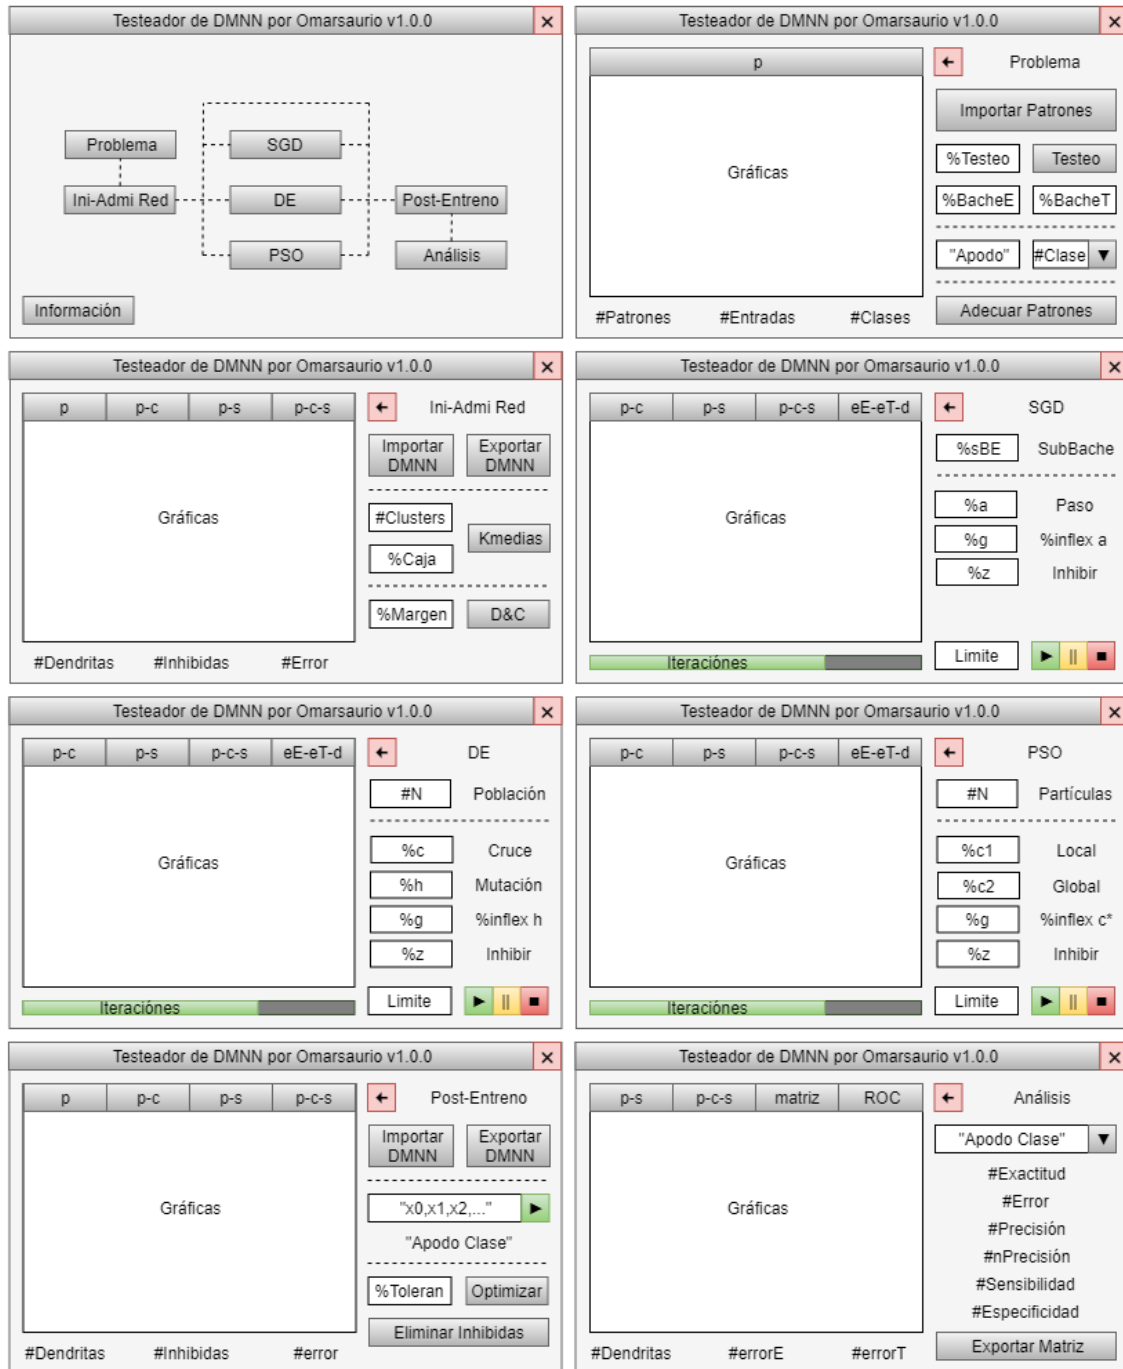 Testeador de DMNN por Omarsaurio v1.0.0
Problema
SGD
Ini-Admi Red
DE
Post-Entreno
PSO
Análisis
Información
Testeador de DMNN por Omarsaurio v1.0.0
p
Problema
Importar Patrones
Gráficas
%Testeo
Testeo
%BacheE
%BacheT
"Apodo"
#Clase
Adecuar Patrones
#Patrones
#Entradas
#Clases
Testeador de DMNN por Omarsaurio v1.0.0
p
p-c
p-s
p-c-s
Ini-Admi Red
Importar
DMNN
Exportar
DMNN
Gráficas
#Clusters
%Caja
Kmedias
%Margen
D&C
#Dendritas
#Inhibidas
#Error
Testeador de DMNN por Omarsaurio v1.0.0
p-c
p-s
p-c-s
eE-eT-d
SGD
%sBE
SubBache
Gráficas
%a
Paso
%g
%inflex a
%z
Inhibir
Limite
Iteraciónes
Testeador de DMNN por Omarsaurio v1.0.0
p-c
p-s
p-c-s
eE-eT-d
DE
#N
Población
Gráficas
%c
Cruce
%h
Mutación
%g
%inflex h
%z
Inhibir
Limite
Iteraciónes
Testeador de DMNN por Omarsaurio v1.0.0
p-c
p-s
p-c-s
eE-eT-d
PSO
#N
Partículas
Gráficas
%c1
Local
%c2
Global
%g
%inflex c*
%z
Inhibir
Limite
Iteraciónes
Testeador de DMNN por Omarsaurio v1.0.0
p
p-c
p-s
p-c-s
Post-Entreno
Importar
DMNN
Exportar
DMNN
Gráficas
"x0,x1,x2,..."
"Apodo Clase"
%Toleran
Optimizar
Eliminar Inhibidas
#Dendritas
#Inhibidas
#error
Testeador de DMNN por Omarsaurio v1.0.0
p-s
p-c-s
matriz
ROC
Análisis
"Apodo Clase"
Gráficas
#Exactitud
#Error
#Precisión
#nPrecisión
#Sensibilidad
#Especificidad
Exportar Matriz
#Dendritas
#errorE
#errorT